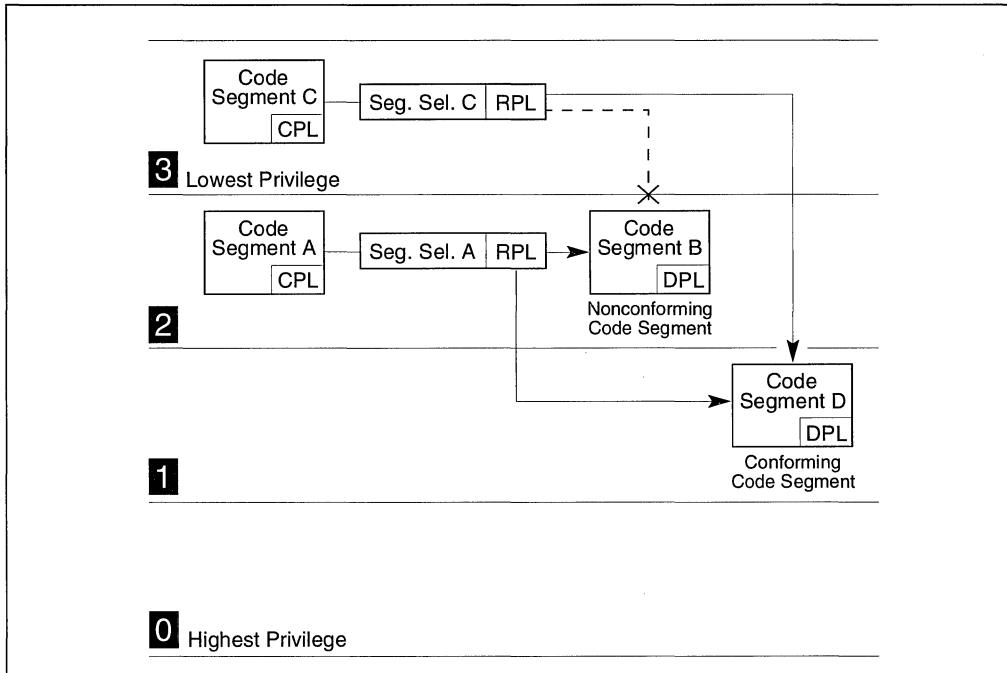 Code
Segment C
CPL
Seg. Sel. C RPL
3 Lowest Privilege
Code
Segment A
CPL
Seg. Sel. A RPL
Code
Segment B
DPL
Nonconforming
Code Segment
2
Code
Segment D
DPL
Conforming
Code Segment
1
0 Highest Privilege